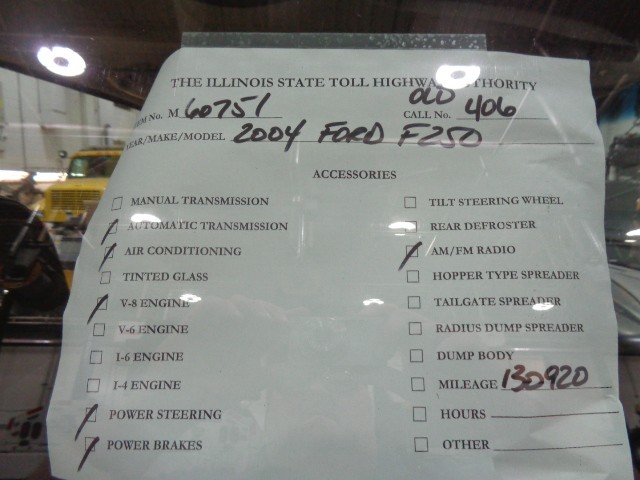 THE ILLINOIS STATE TOLL HIGHWAY AUTHORITY
No. M 60751 OLD CALL No. 406
YEAR/MAKE/MODEL 2004 FORD F250
ACCESSORIES
MANUAL TRANSMISSION
AUTOMATIC TRANSMISSION
AIR CONDITIONING
TINTED GLASS
V-8 ENGINE
V-6 ENGINE
I-6 ENGINE
I-4 ENGINE
POWER STEERING
POWER BRAKES
TILT STEERING WHEEL
REAR DEFROSTER
AM/FM RADIO
HOPPER TYPE SPREADER
TAILGATE SPREADER
RADIUS DUMP SPREADER
DUMP BODY
MILEAGE 130920
HOURS
OTHER